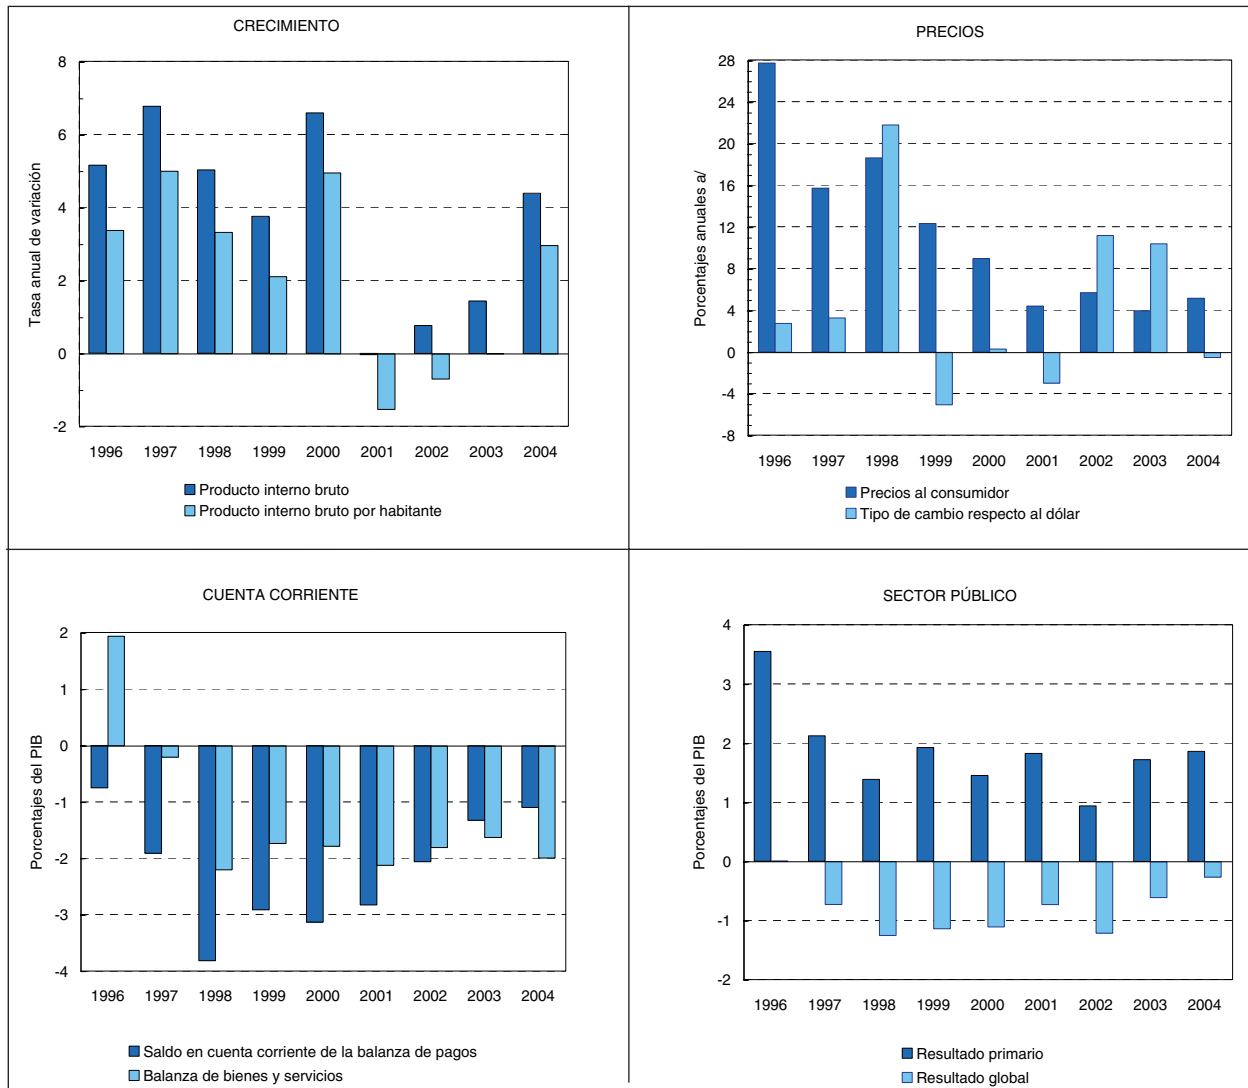 CRECIMIENTO
Tasa anual de variación
8
6
4
2
0
-2
1996 1997 1998 1999 2000 2001 2002 2003 2004
Producto interno bruto
Producto interno bruto por habitante
PRECIOS
Porcentajes anuales a/
28
24
20
16
12
8
4
0
-4
-8
1996 1997 1998 1999 2000 2001 2002 2003 2004
Precios al consumidor
Tipo de cambio respecto al dólar
CUENTA CORRIENTE
Porcentajes del PIB
2
1
0
-1
-2
-3
-4
1996 1997 1998 1999 2000 2001 2002 2003 2004
Saldo en cuenta corriente de la balanza de pagos
Balanza de bienes y servicios
SECTOR PÚBLICO
Porcentajes del PIB
4
3
2
1
0
-1
-2
1996 1997 1998 1999 2000 2001 2002 2003 2004
Resultado primario
Resultado global